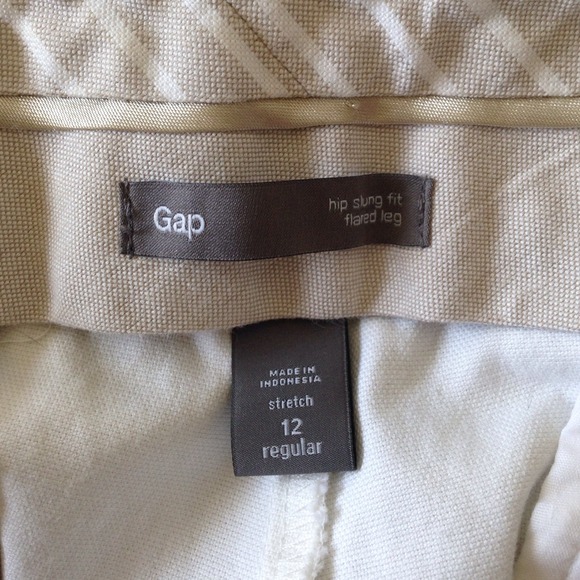 Gap
hip slung fit
flared leg
MADE IN
INDONESIA
stretch
12
regular